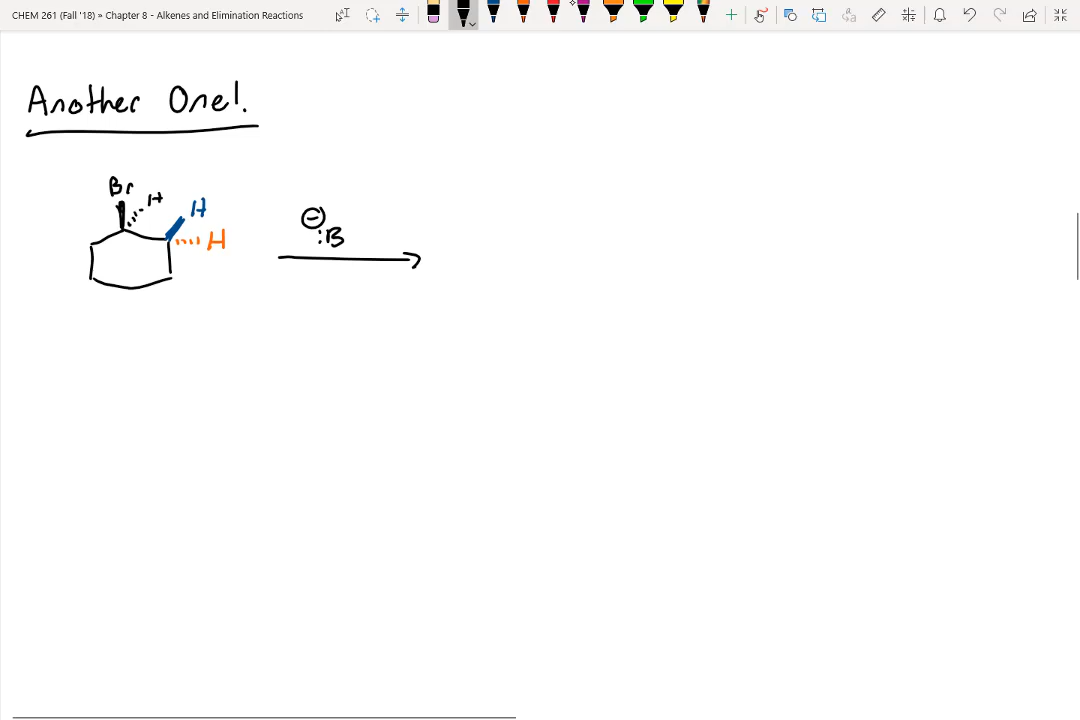 CHEM 261 (Fall '18) » Chapter 8 - Alkenes and Elimination Reactions
Another One!.
Br
H
H
H
⊖
:B